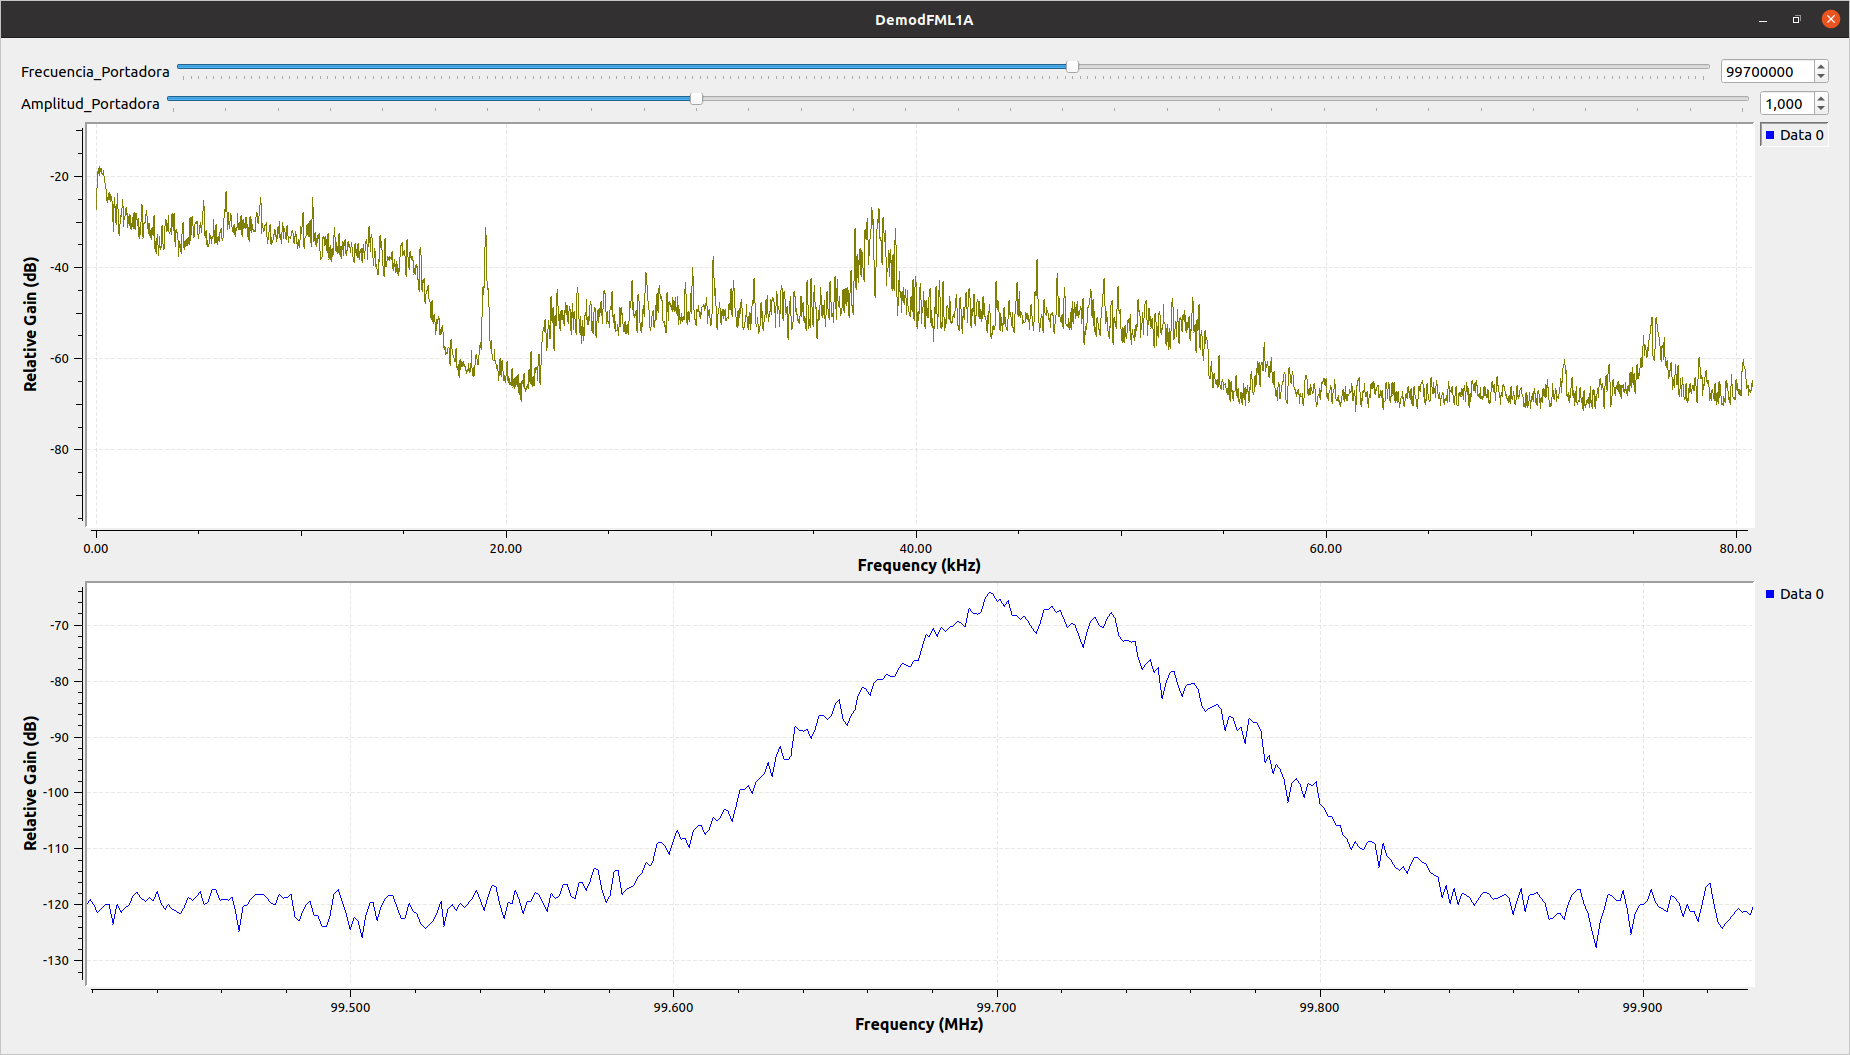 DemodFML1A
Frecuencia_Portadora 99700000
Amplitud_Portadora 1,000
Data 0
Relative Gain (dB)
-20
-40
-60
-80
0.00 20.00 40.00 60.00 80.00
Frequency (kHz)
Data 0
Relative Gain (dB)
-70
-80
-90
-100
-110
-120
-130
99.500 99.600 99.700 99.800 99.900
Frequency (MHz)